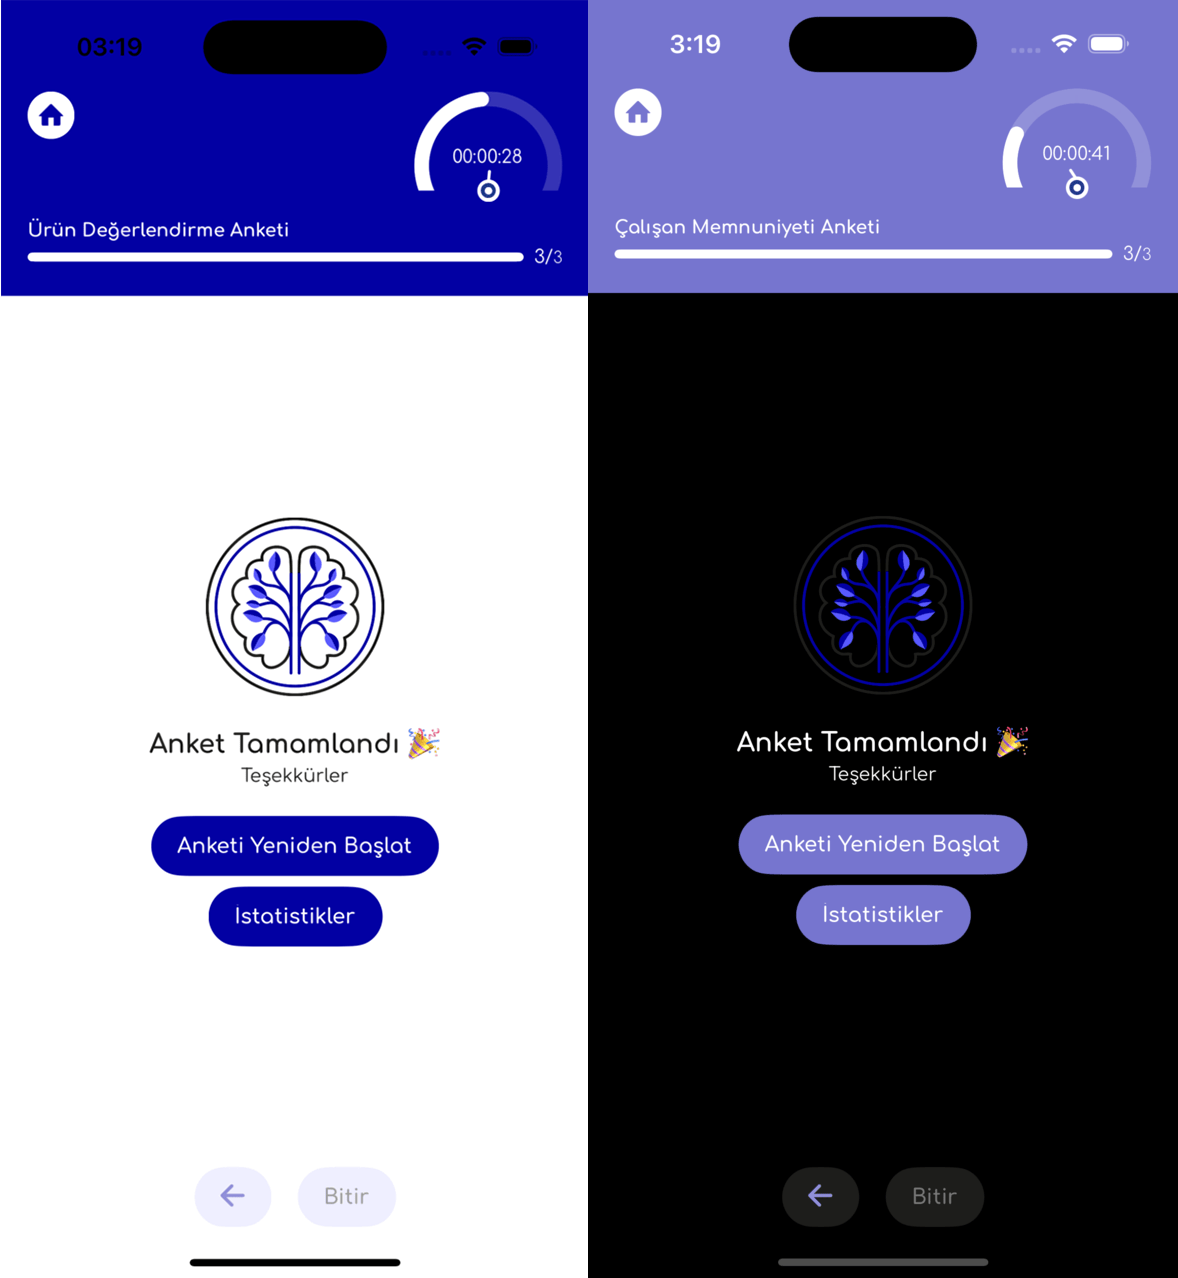 03:19
00:00:28
Ürün Değerlendirme Anketi
3/3
Anket Tamamlandı 🎉
Teşekkürler
Anketi Yeniden Başlat
İstatistikler
Bitir
3:19
00:00:41
Çalışan Memnuniyeti Anketi
3/3
Anket Tamamlandı 🎉
Teşekkürler
Anketi Yeniden Başlat
İstatistikler
Bitir